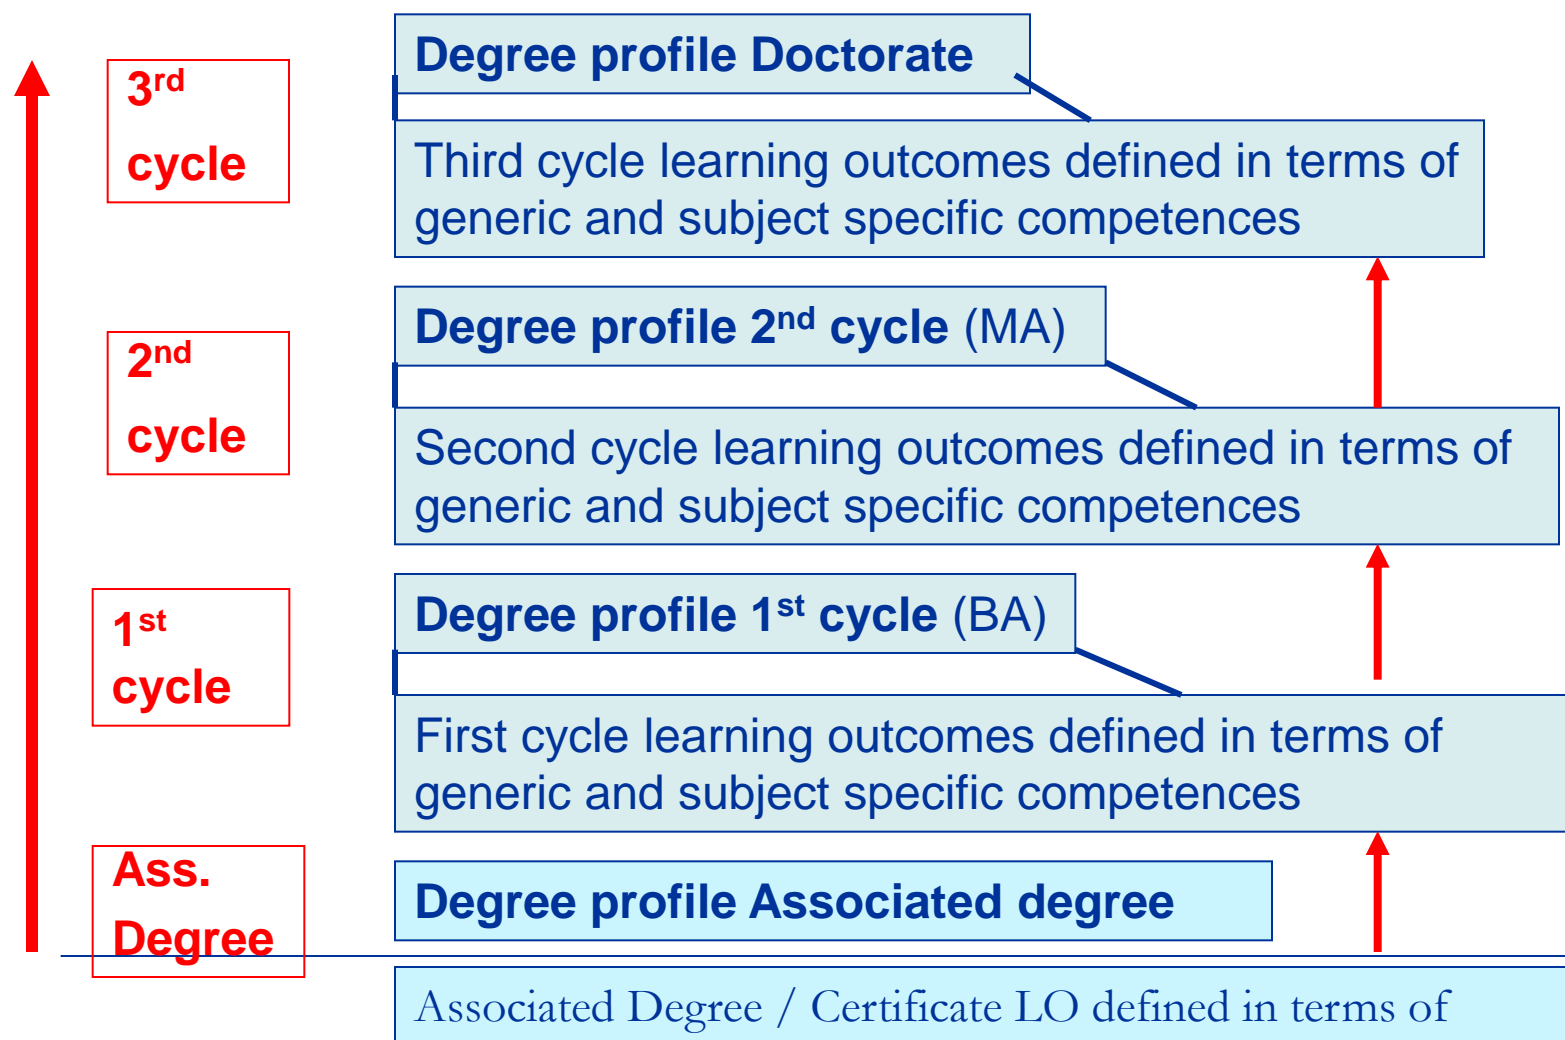 3rd
cycle
Degree profile Doctorate
Third cycle learning outcomes defined in terms of
generic and subject specific competences
2nd
cycle
Degree profile 2nd cycle (MA)
Second cycle learning outcomes defined in terms of
generic and subject specific competences
1st
cycle
Degree profile 1st cycle (BA)
First cycle learning outcomes defined in terms of
generic and subject specific competences
Ass.
Degree
Degree profile Associated degree
Associated Degree / Certificate LO defined in terms of